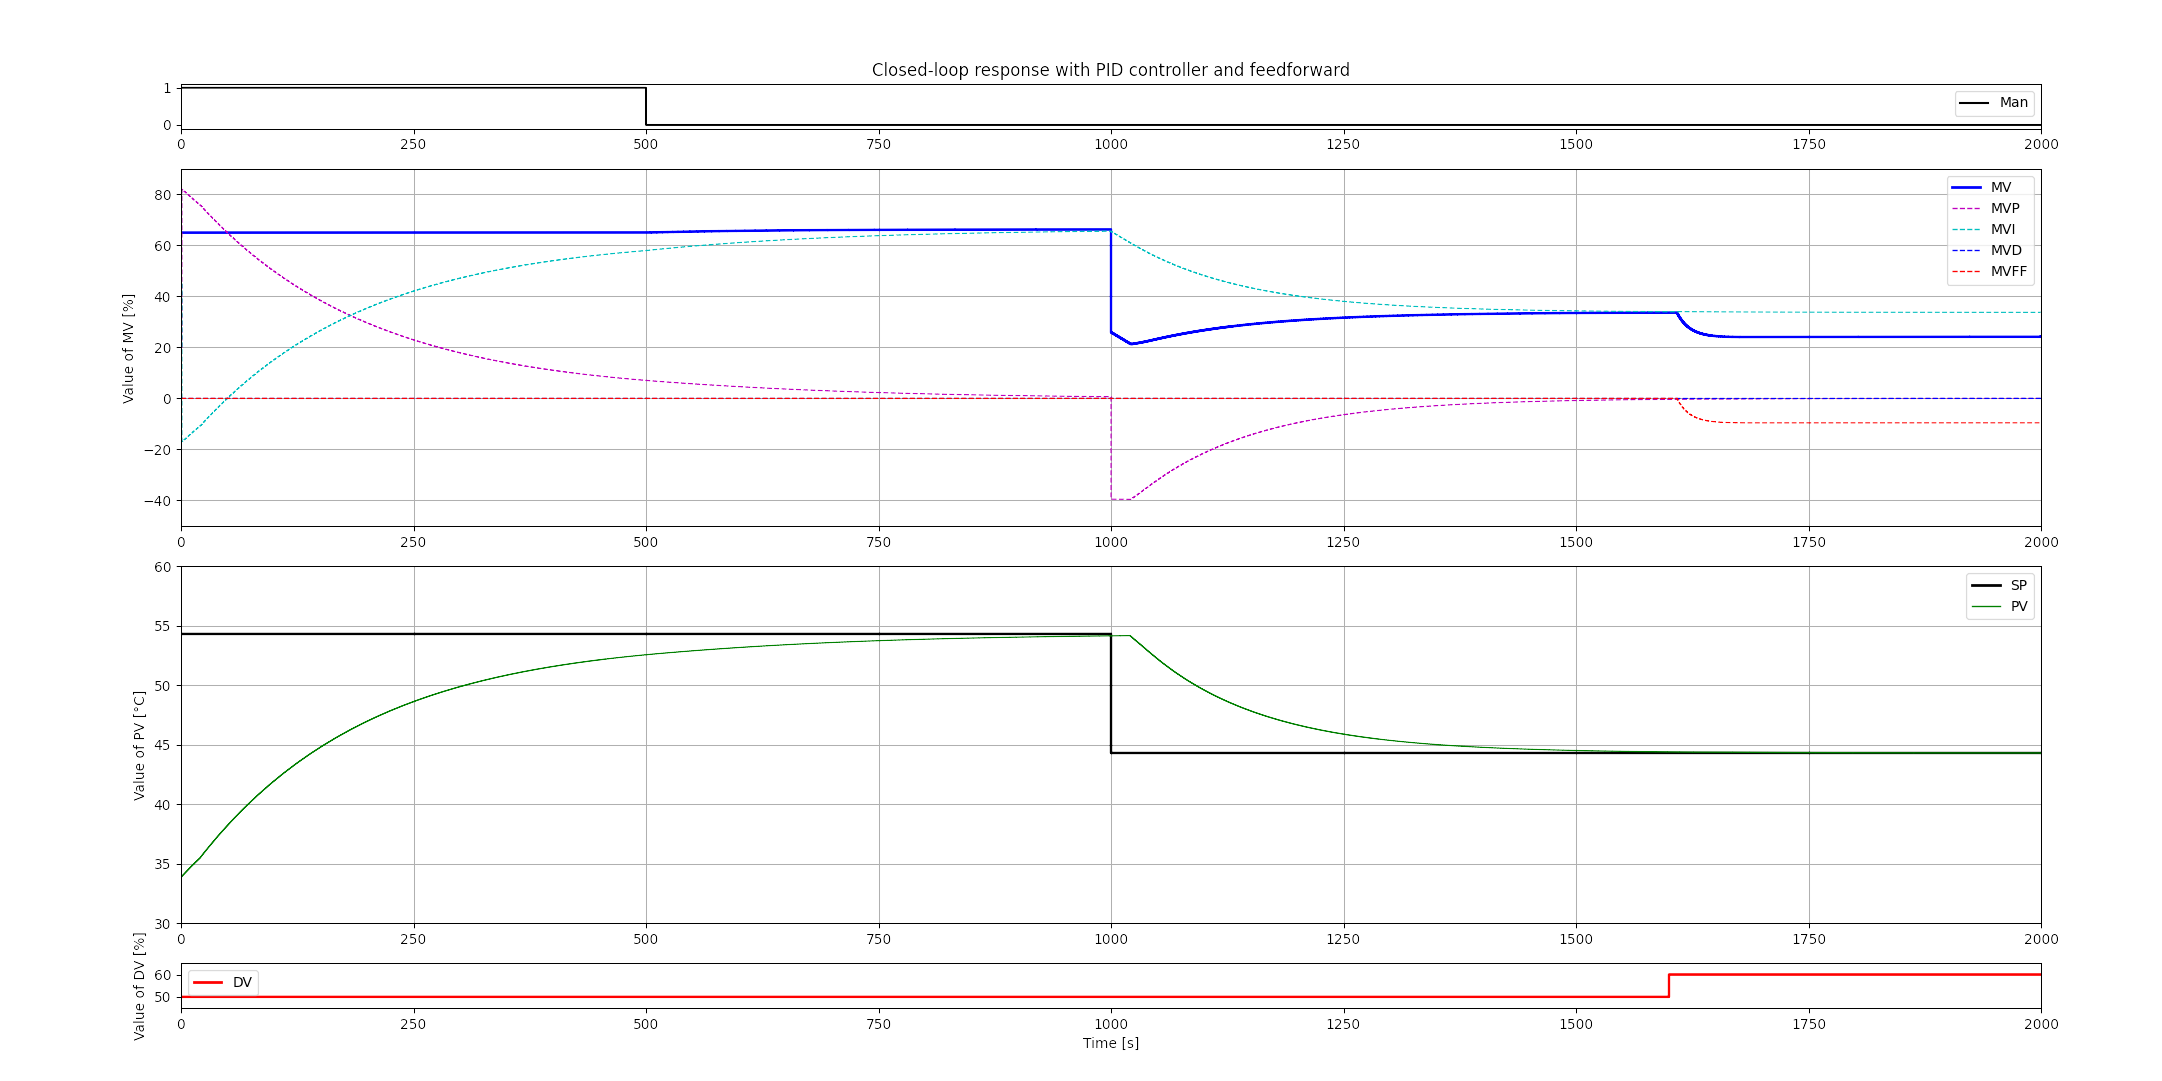 Closed-loop response with PID controller and feedforward
1
0
Man
0 250 500 750 1000 1250 1500 1750 2000
Value of MV [%]
80
60
40
20
0
−20
−40
MV
MVP
MVI
MVD
MVFF
0 250 500 750 1000 1250 1500 1750 2000
Value of PV [°C]
60
55
50
45
40
35
30
SP
PV
0 250 500 750 1000 1250 1500 1750 2000
Value of DV [%]
60
50
DV
0 250 500 750 1000 1250 1500 1750 2000
Time [s]